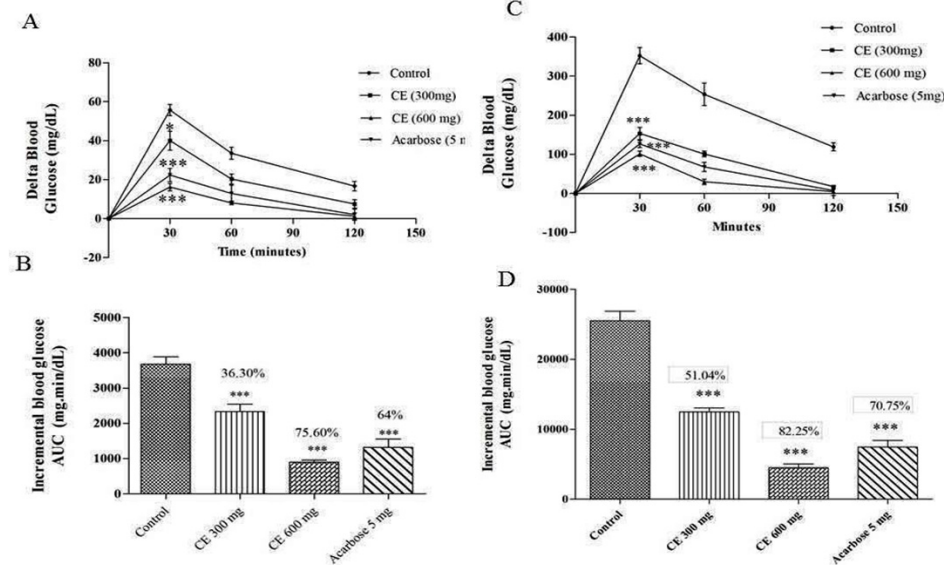 A
Delta Blood
Glucose (mg/dL)
80
60
40
20
0
-20
*
***
***
30
60
90
120
150
Time (minutes)
Control
CE (300mg)
CE (600 mg)
Acarbose (5 m
B
Incremental blood glucose
AUC (mg.min/dL)
5000
4000
3000
2000
1000
0
36.30%
***
75.60%
***
64%
***
Control
CE 300 mg
CE 600 mg
Acarbose 5 mg
C
Delta Blood
Glucose (mg/dL)
400
300
200
100
0
-100
***
***
***
30
60
90
120
150
Minutes
Control
CE (300mg)
CE (600 mg)
Acarbose (5mg)
D
Incremental blood glucose
AUC (mg.min/dL)
30000
20000
10000
0
51.04%
***
82.25%
***
70.75%
***
Control
CE 300 mg
CE 600 mg
Acarbose 5 mg